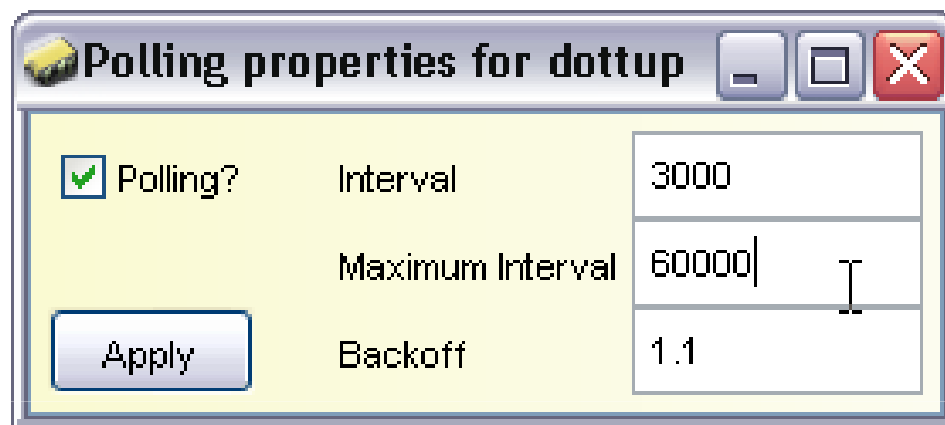 Polling properties for dottup
Polling? Interval 3000
Maximum Interval 60000
Apply Backoff 1.1